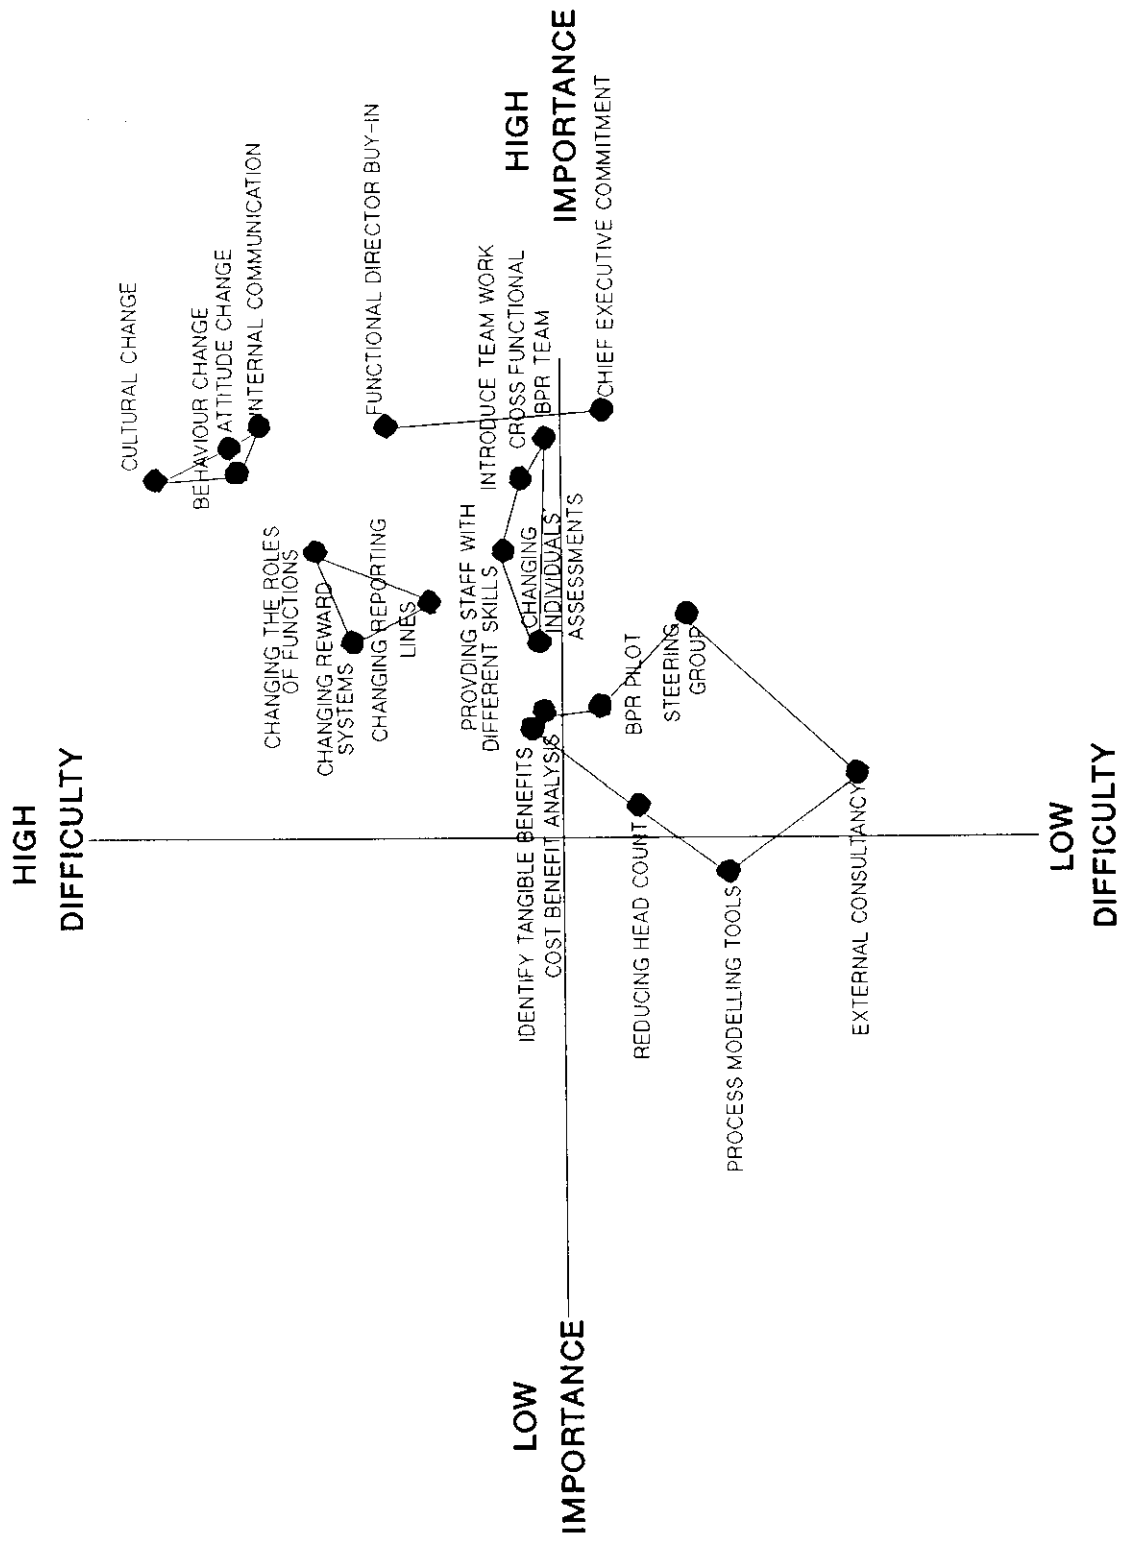 HIGH
DIFFICULTY
CULTURAL CHANGE
BEHAVIOUR CHANGE
ATTITUDE CHANGE
INTERNAL COMMUNICATION
CHANGING THE ROLES
OF FUNCTIONS
CHANGING REWARD
SYSTEMS
CHANGING REPORTING
LINES
FUNCTIONAL DIRECTOR BUY-IN
PROVDING STAFF WITH
DIFFERENT SKILLS
INTRODUCE TEAM WORK
CROSS FUNCTIONAL
BPR TEAM
CHANGING
INDIVIDUALS'
ASSESSMENTS
HIGH
IMPORTANCE
CHIEF EXECUTIVE COMMITMENT
IDENTIFY TANGIBLE BENEFITS
COST BENEFIT ANALYSIS
LOW
IMPORTANCE
BPR PILOT
STEERING
GROUP
REDUCING HEAD COUNT
PROCESS MODELLING TOOLS
EXTERNAL CONSULTANCY
LOW
DIFFICULTY